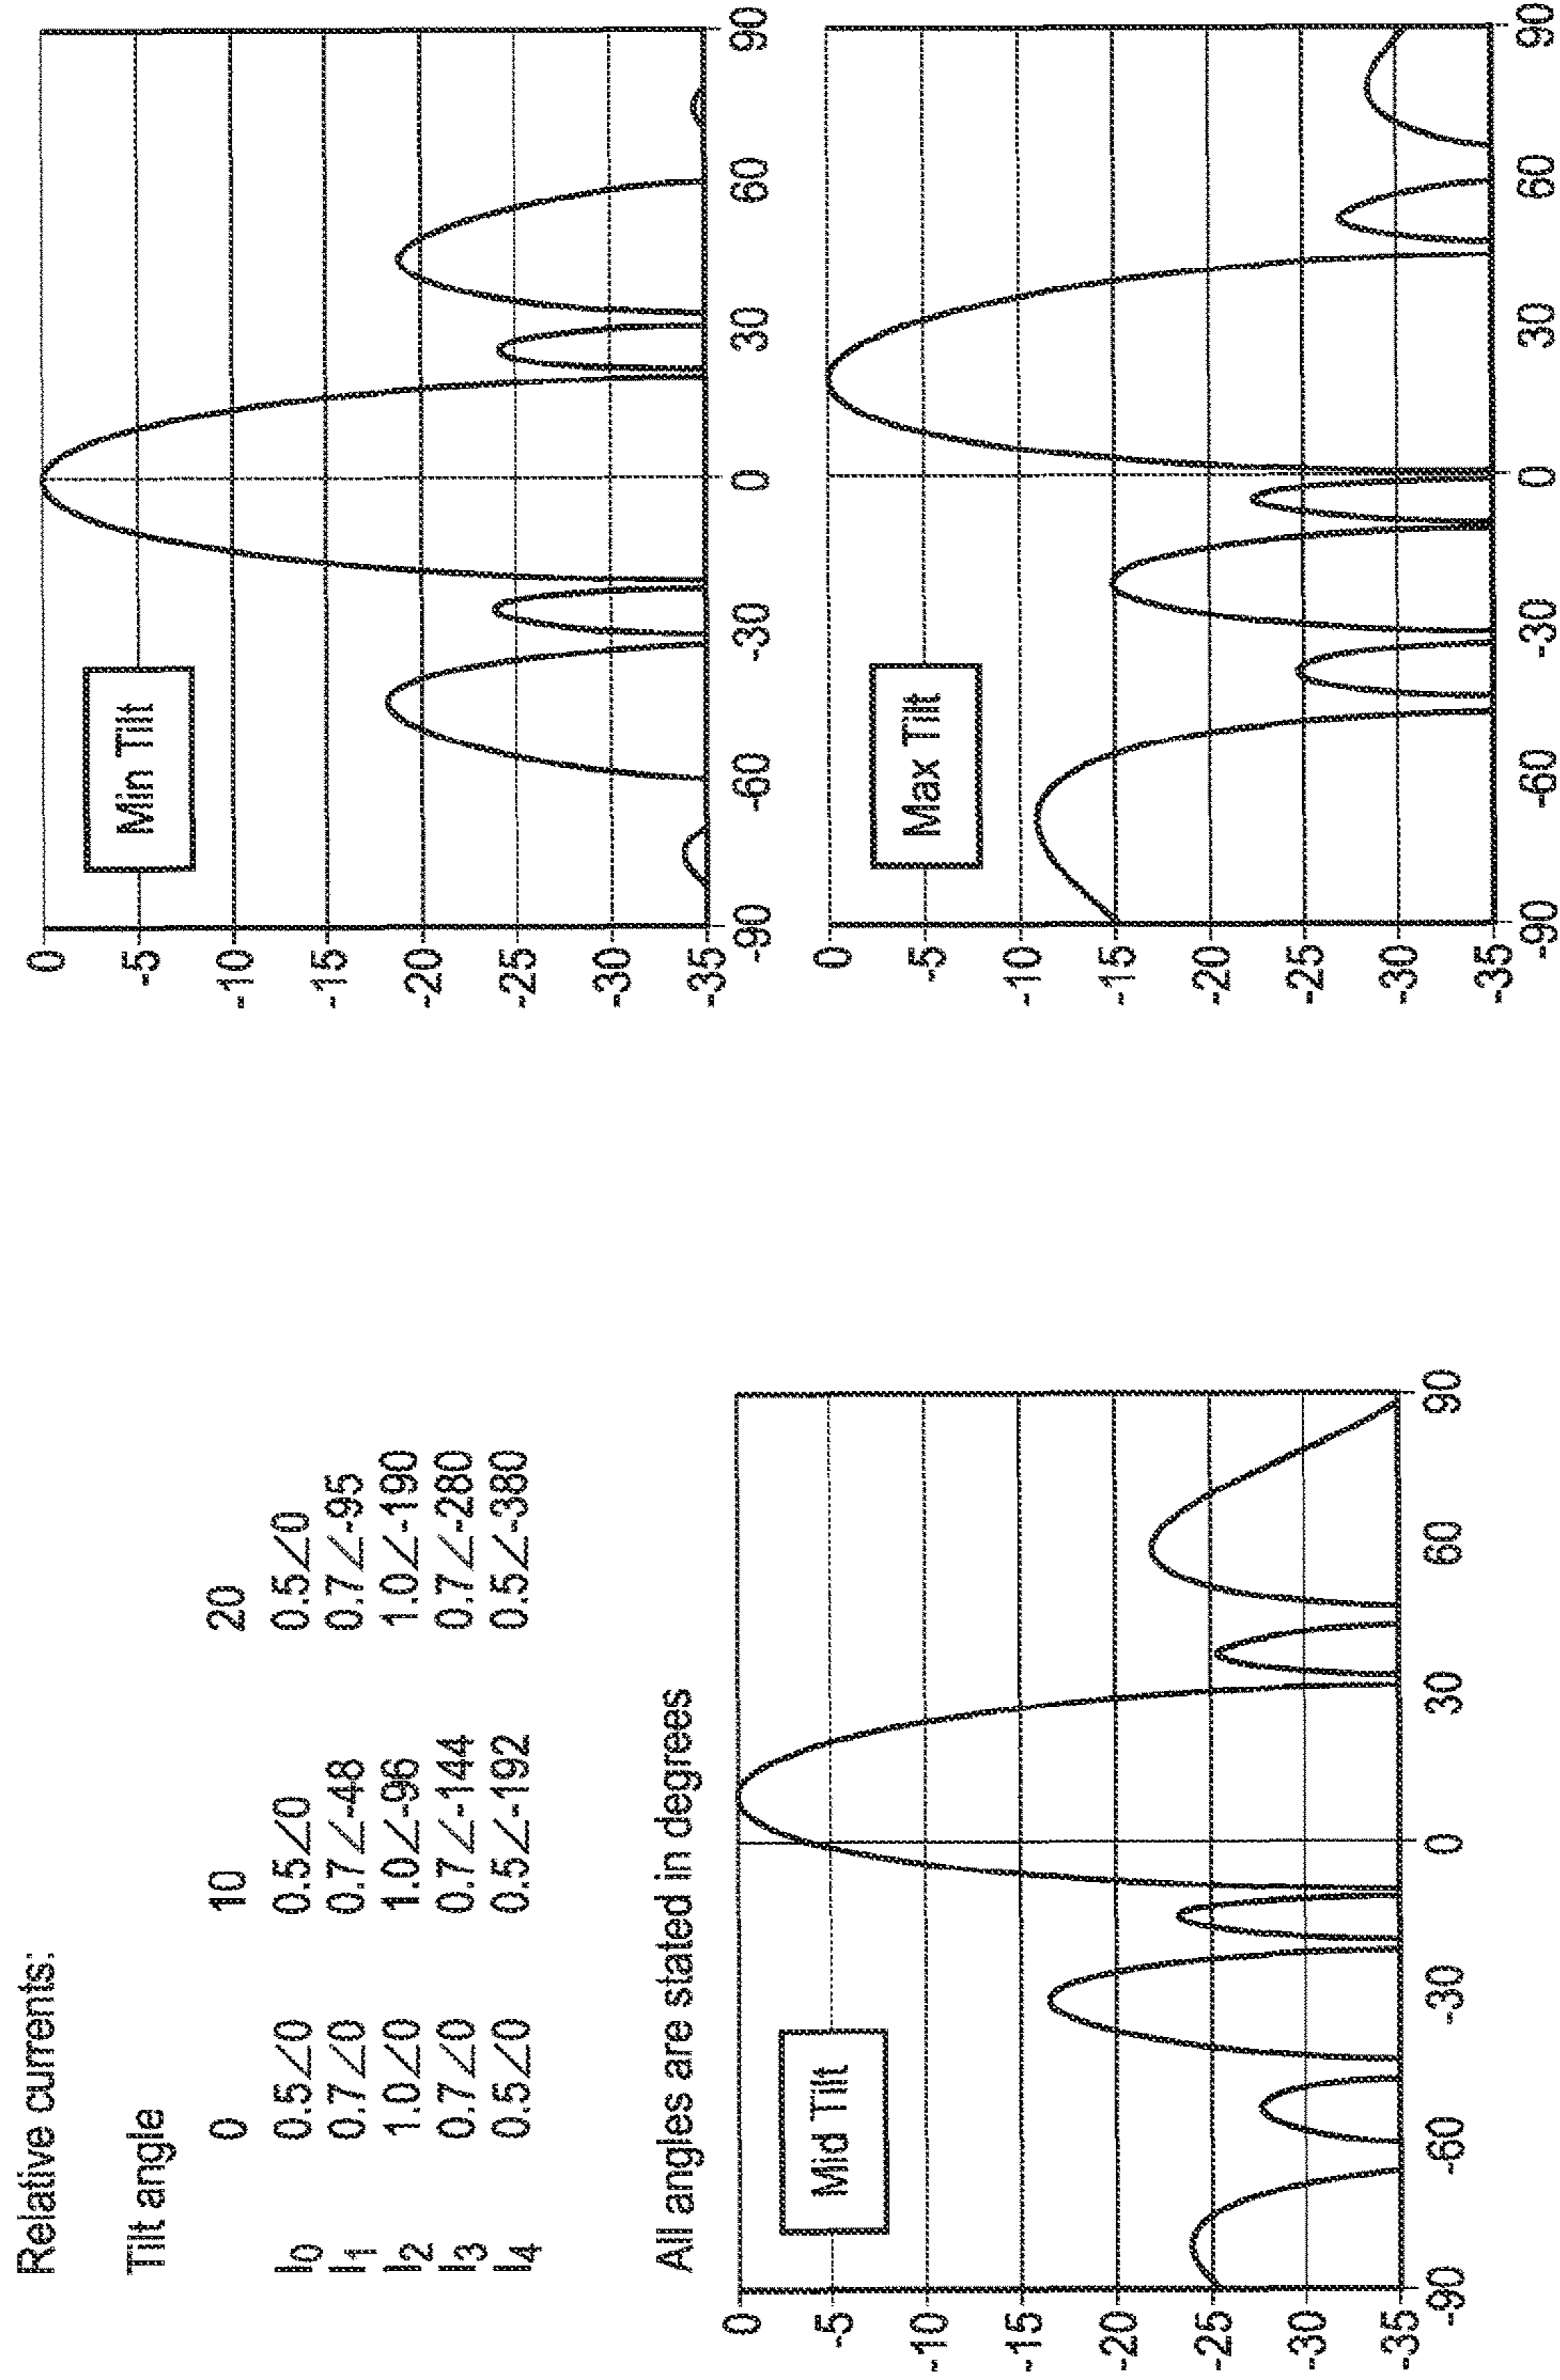 Relative currents:
Tilt angle
0 10 20
I0 0.5∠0 0.5∠0 0.5∠0
I1 0.7∠0 0.7∠-48 0.7∠-95
I2 1.0∠0 1.0∠-96 1.0∠-190
I3 0.7∠0 0.7∠-144 0.7∠-280
I4 0.5∠0 0.5∠-192 0.5∠-380
All angles are stated in degrees
Mid Tilt
0
-5
-10
-15
-20
-25
-30
-35
-90 -60 -30 0 30 60 90
Min Tilt
0
-5
-10
-15
-20
-25
-30
-35
-90 -60 -30 0 30 60 90
Max Tilt
0
-5
-10
-15
-20
-25
-30
-35
-90 -60 -30 0 30 60 90